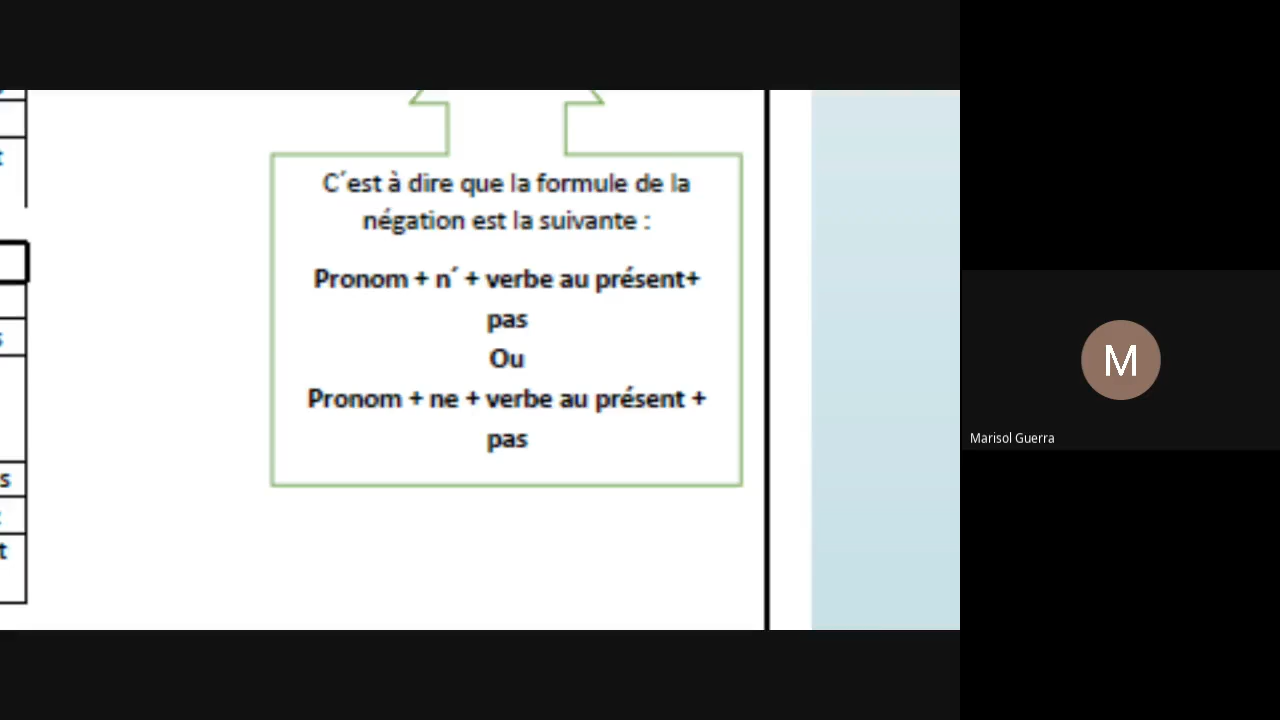 C´est à dire que la formule de la
négation est la suivante :
Pronom + n´ + verbe au présent+
pas
Ou
Pronom + ne + verbe au présent +
pas
t
s
s
t
M
Marisol Guerra